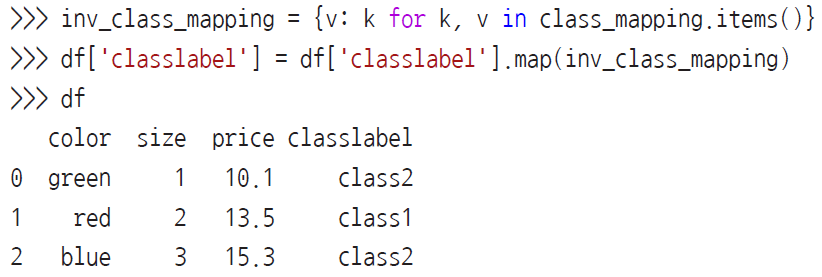 >>> inv_class_mapping = {v: k for k, v in class_mapping.items()}
>>> df['classlabel'] = df['classlabel'].map(inv_class_mapping)
>>> df
   color  size  price classlabel
0  green     1   10.1     class2
1    red     2   13.5     class1
2   blue     3   15.3     class2